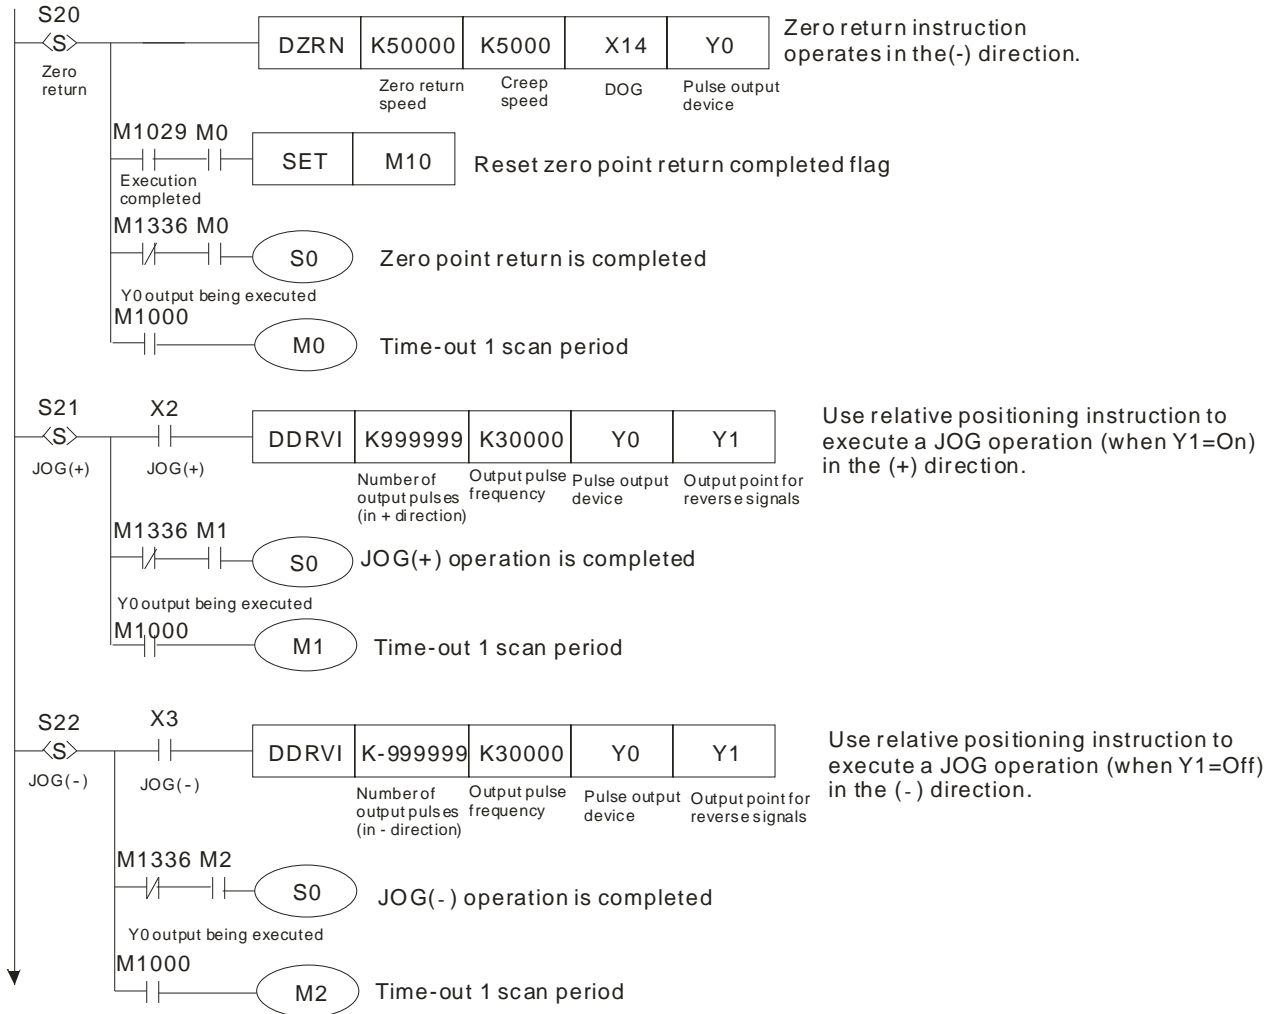 S20
S
Zero
return
DZRN K50000 K5000 X14 Y0
Zero return
speed
Creep
speed
DOG
Pulse output
device
Zero return instruction
operates in the(-) direction.
M1029 M0
Execution
completed
SET M10
Reset zero point return completed flag
M1336 M0
S0
Zero point return is completed
Y0 output being executed
M1000
M0
Time-out 1 scan period
S21
S
JOG(+)
X2
JOG(+)
DDRVI K999999 K30000 Y0 Y1
Number of
output pulses
(in + direction)
Output pulse
frequency
Pulse output
device
Output point for
reverse signals
Use relative positioning instruction to
execute a JOG operation (when Y1=On)
in the (+) direction.
M1336 M1
S0
JOG(+) operation is completed
Y0 output being executed
M1000
M1
Time-out 1 scan period
S22
S
JOG(-)
X3
JOG(-)
DDRVI K-999999 K30000 Y0 Y1
Number of
output pulses
(in - direction)
Output pulse
frequency
Pulse output
device
Output point for
reverse signals
Use relative positioning instruction to
execute a JOG operation (when Y1=Off)
in the (-) direction.
M1336 M2
S0
JOG(-) operation is completed
Y0 output being executed
M1000
M2
Time-out 1 scan period